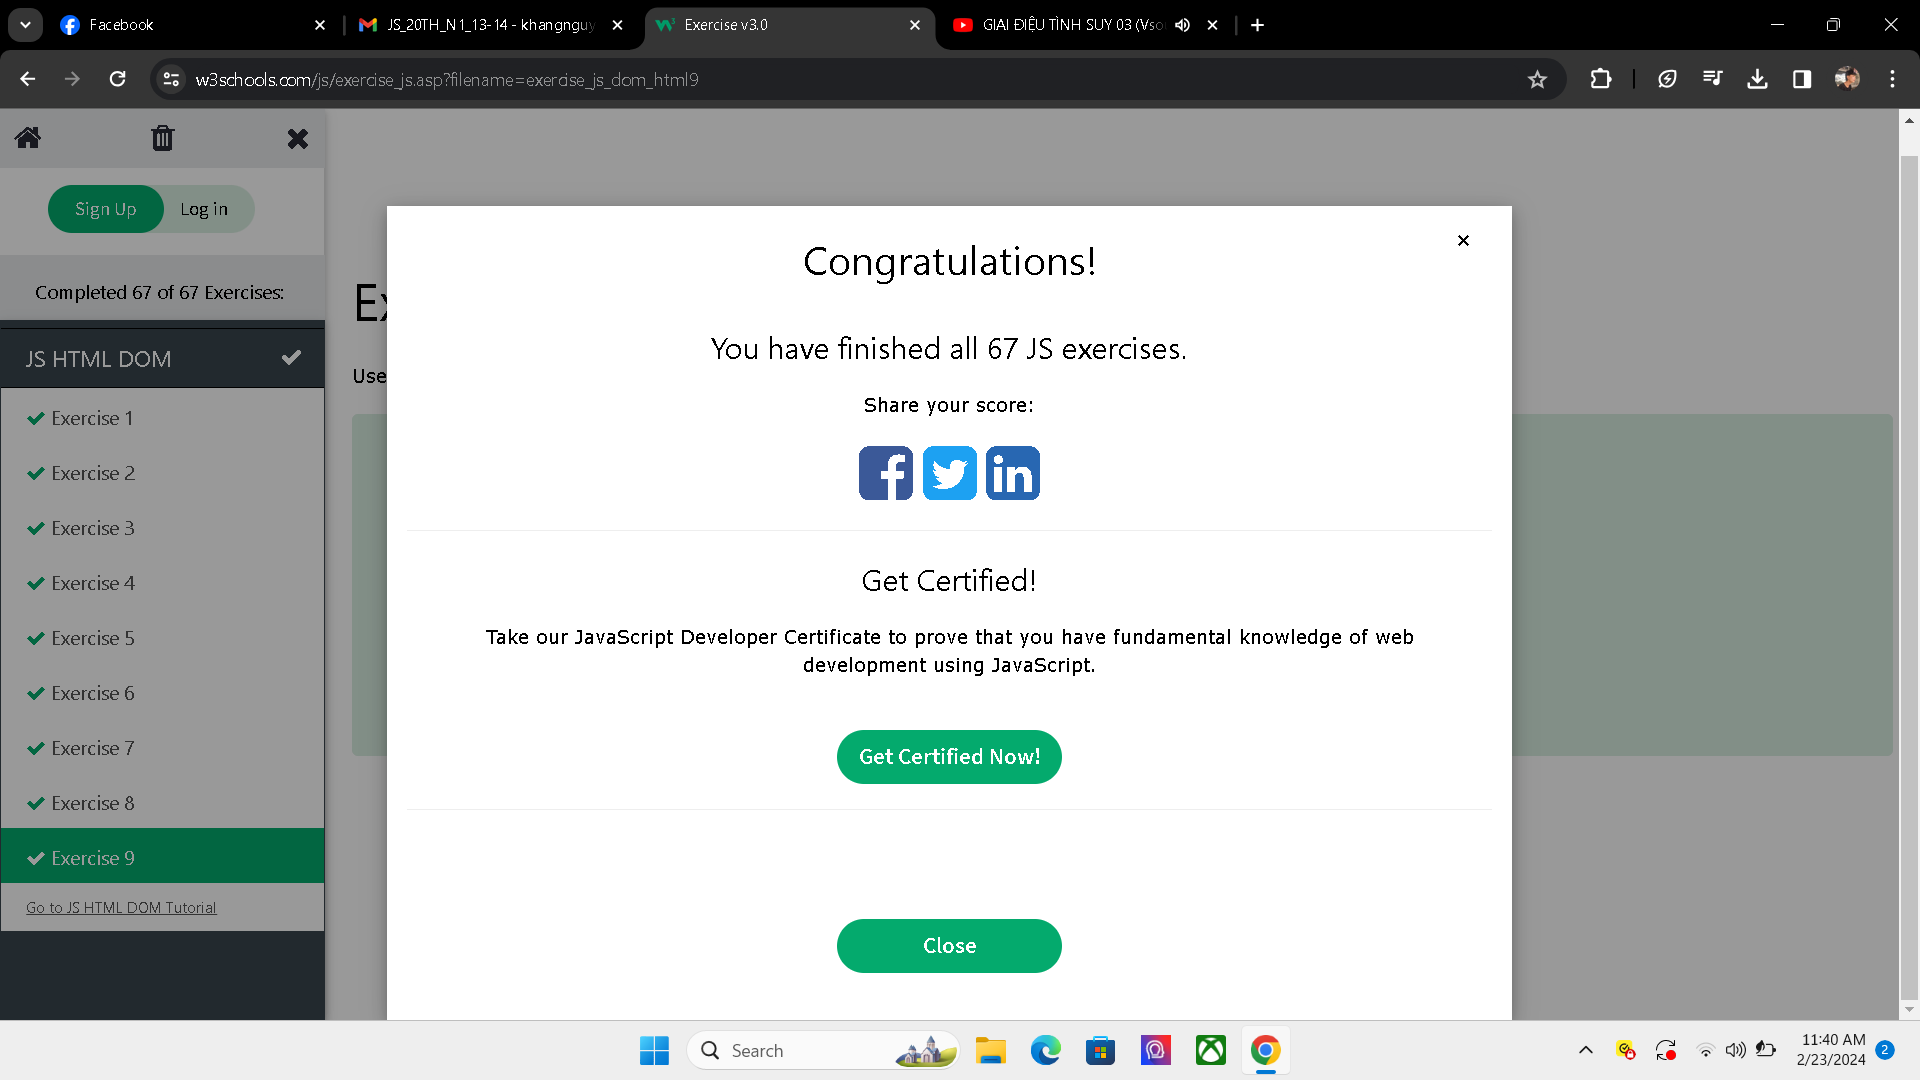 Facebook
JS_20TH_N1_13-14 - khangnguy
Exercise v3.0
GIAI ĐIỆU TÌNH SUY 03 (Vso
w3schools.com/js/exercise_js.asp?filename=exercise_js_dom_html9
Sign Up
Log in
Completed 67 of 67 Exercises:
JS HTML DOM
Exercise 1
Exercise 2
Exercise 3
Exercise 4
Exercise 5
Exercise 6
Exercise 7
Exercise 8
Exercise 9
Go to JS HTML DOM Tutorial
Ex
Use
Congratulations!
You have finished all 67 JS exercises.
Share your score:
Get Certified!
Take our JavaScript Developer Certificate to prove that you have fundamental knowledge of web
development using JavaScript.
Get Certified Now!
Close
Search
11:40 AM
2/23/2024
2